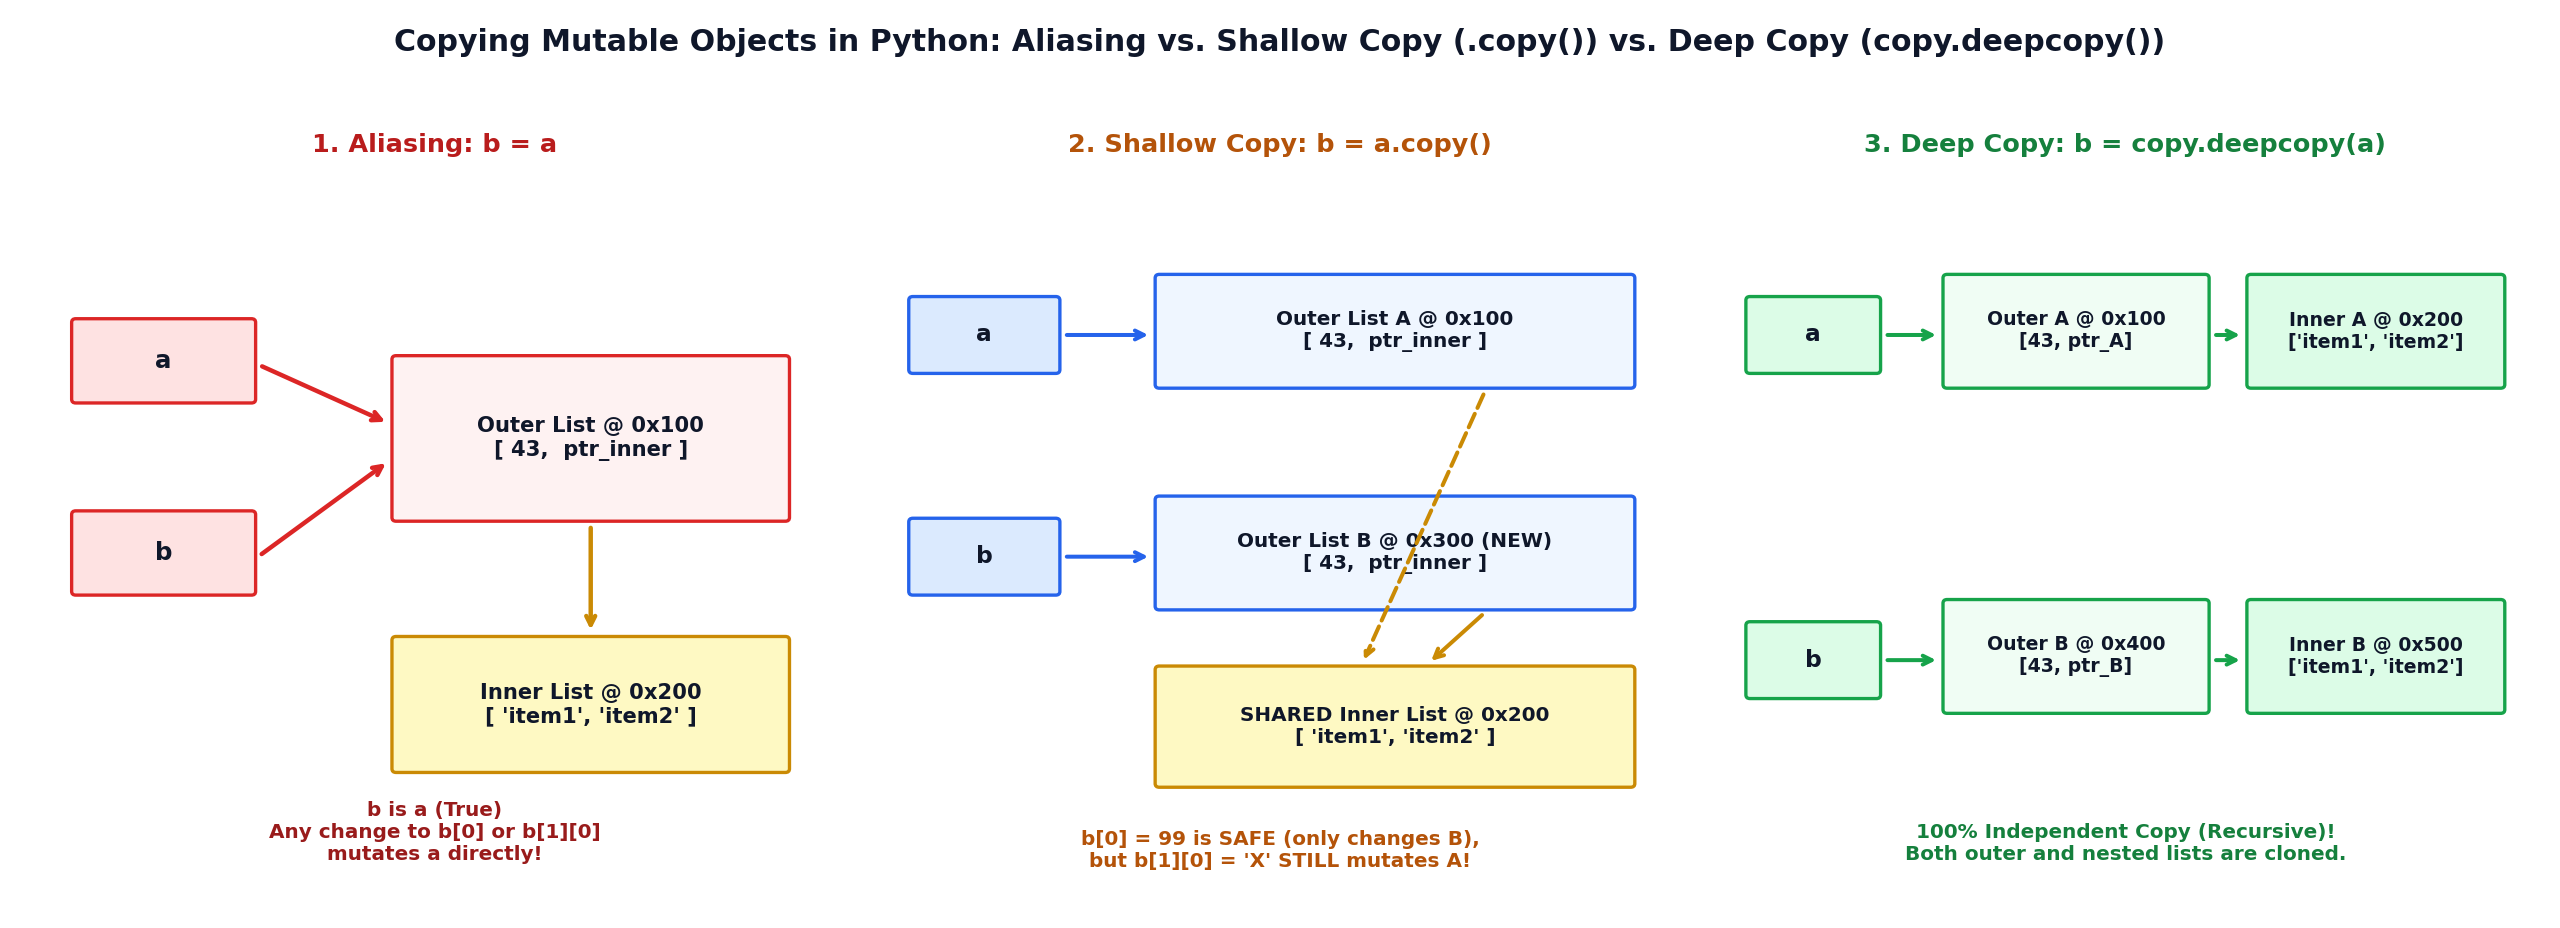 Copying Mutable Objects in Python: Aliasing vs. Shallow Copy (.copy()) vs. Deep Copy (copy.deepcopy())
1. Aliasing: b = a
a
b
Outer List @ 0x100
[ 43,  ptr_inner ]
Inner List @ 0x200
[ 'item1', 'item2' ]
b is a (True)
Any change to b[0] or b[1][0]
mutates a directly!
2. Shallow Copy: b = a.copy()
a
Outer List A @ 0x100
[ 43,  ptr_inner ]
b
Outer List B @ 0x300 (NEW)
[ 43,  ptr_inner ]
SHARED Inner List @ 0x200
[ 'item1', 'item2' ]
b[0] = 99 is SAFE (only changes B),
but b[1][0] = 'X' STILL mutates A!
3. Deep Copy: b = copy.deepcopy(a)
a
Outer A @ 0x100
[43, ptr_A]
Inner A @ 0x200
['item1', 'item2']
b
Outer B @ 0x400
[43, ptr_B]
Inner B @ 0x500
['item1', 'item2']
100% Independent Copy (Recursive)!
Both outer and nested lists are cloned.